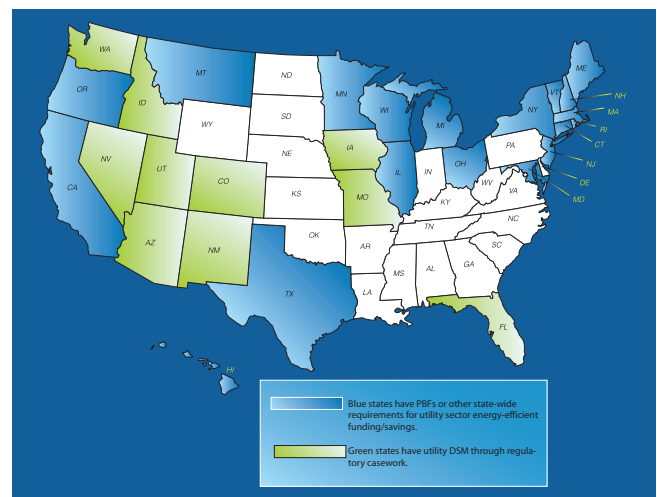 WA
ME
MT
ND
VT
OR
MN
NH
ID
SD
WI
NY
MA
WY
MI
RI
CT
IA
PA
NE
NJ
NV
OH
IN
IL
UT
DE
CO
WV
CA
VA
MD
KS
MO
KY
NC
TN
OK
AZ
NM
AR
SC
MS
AL
GA
TX
LA
FL
HI
Blue states have PBFs or other state-wide
requirements for utility sector energy-efficient
funding/savings.
Green states have utility DSM through regula-
tory casework.